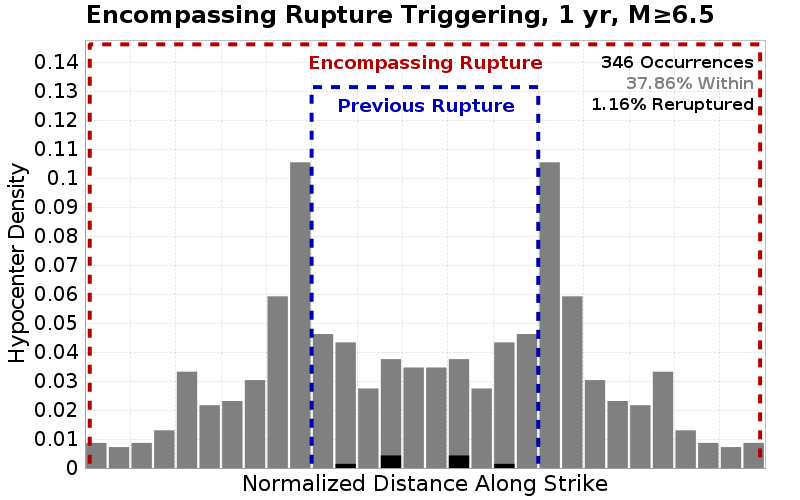 Encompassing Rupture Triggering, 1 yr, M≥6.5
Encompassing Rupture
Previous Rupture
346 Occurrences
37.86% Within
1.16% Reruptured
Hypocenter Density
0.14
0.13
0.12
0.11
0.1
0.09
0.08
0.07
0.06
0.05
0.04
0.03
0.02
0.01
0
Normalized Distance Along Strike